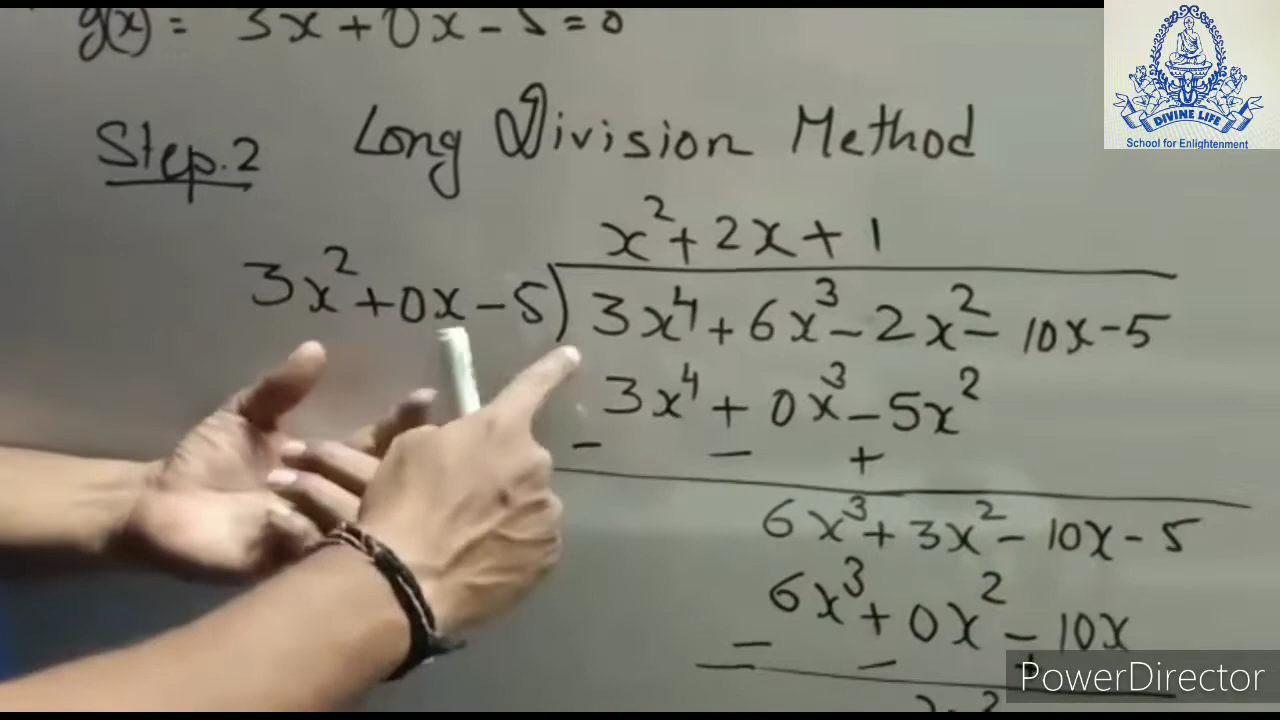 g(x) = 3x + 0x - 5 = 0
DIVINE LIFE
School for Enlightenment
Step.2 Long Division Method
x² + 2x + 1
3x² + 0x - 5) 3x⁴ + 6x³ - 2x² - 10x - 5
3x⁴ + 0x³ - 5x²
- - +
6x³ + 3x² - 10x - 5
6x³ + 0x² - 10x
- - +
PowerDirector